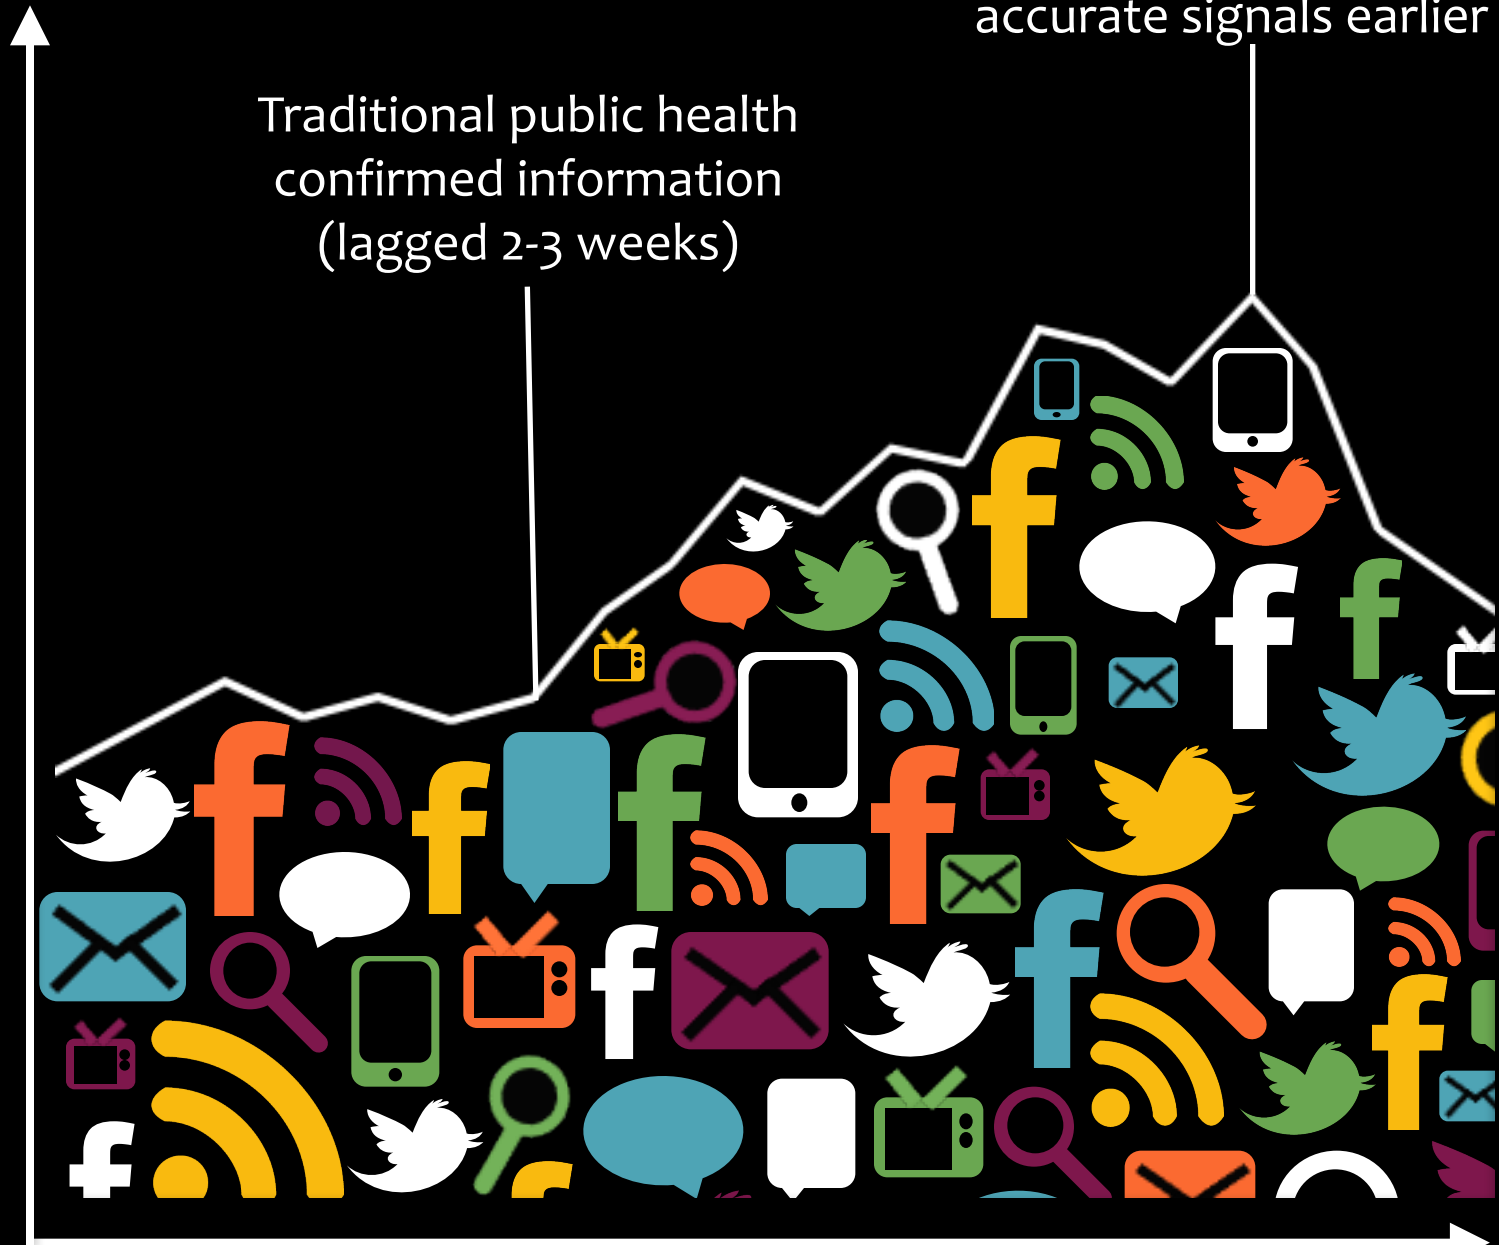 accurate signals earlier
Traditional public health
confirmed information
(lagged 2-3 weeks)